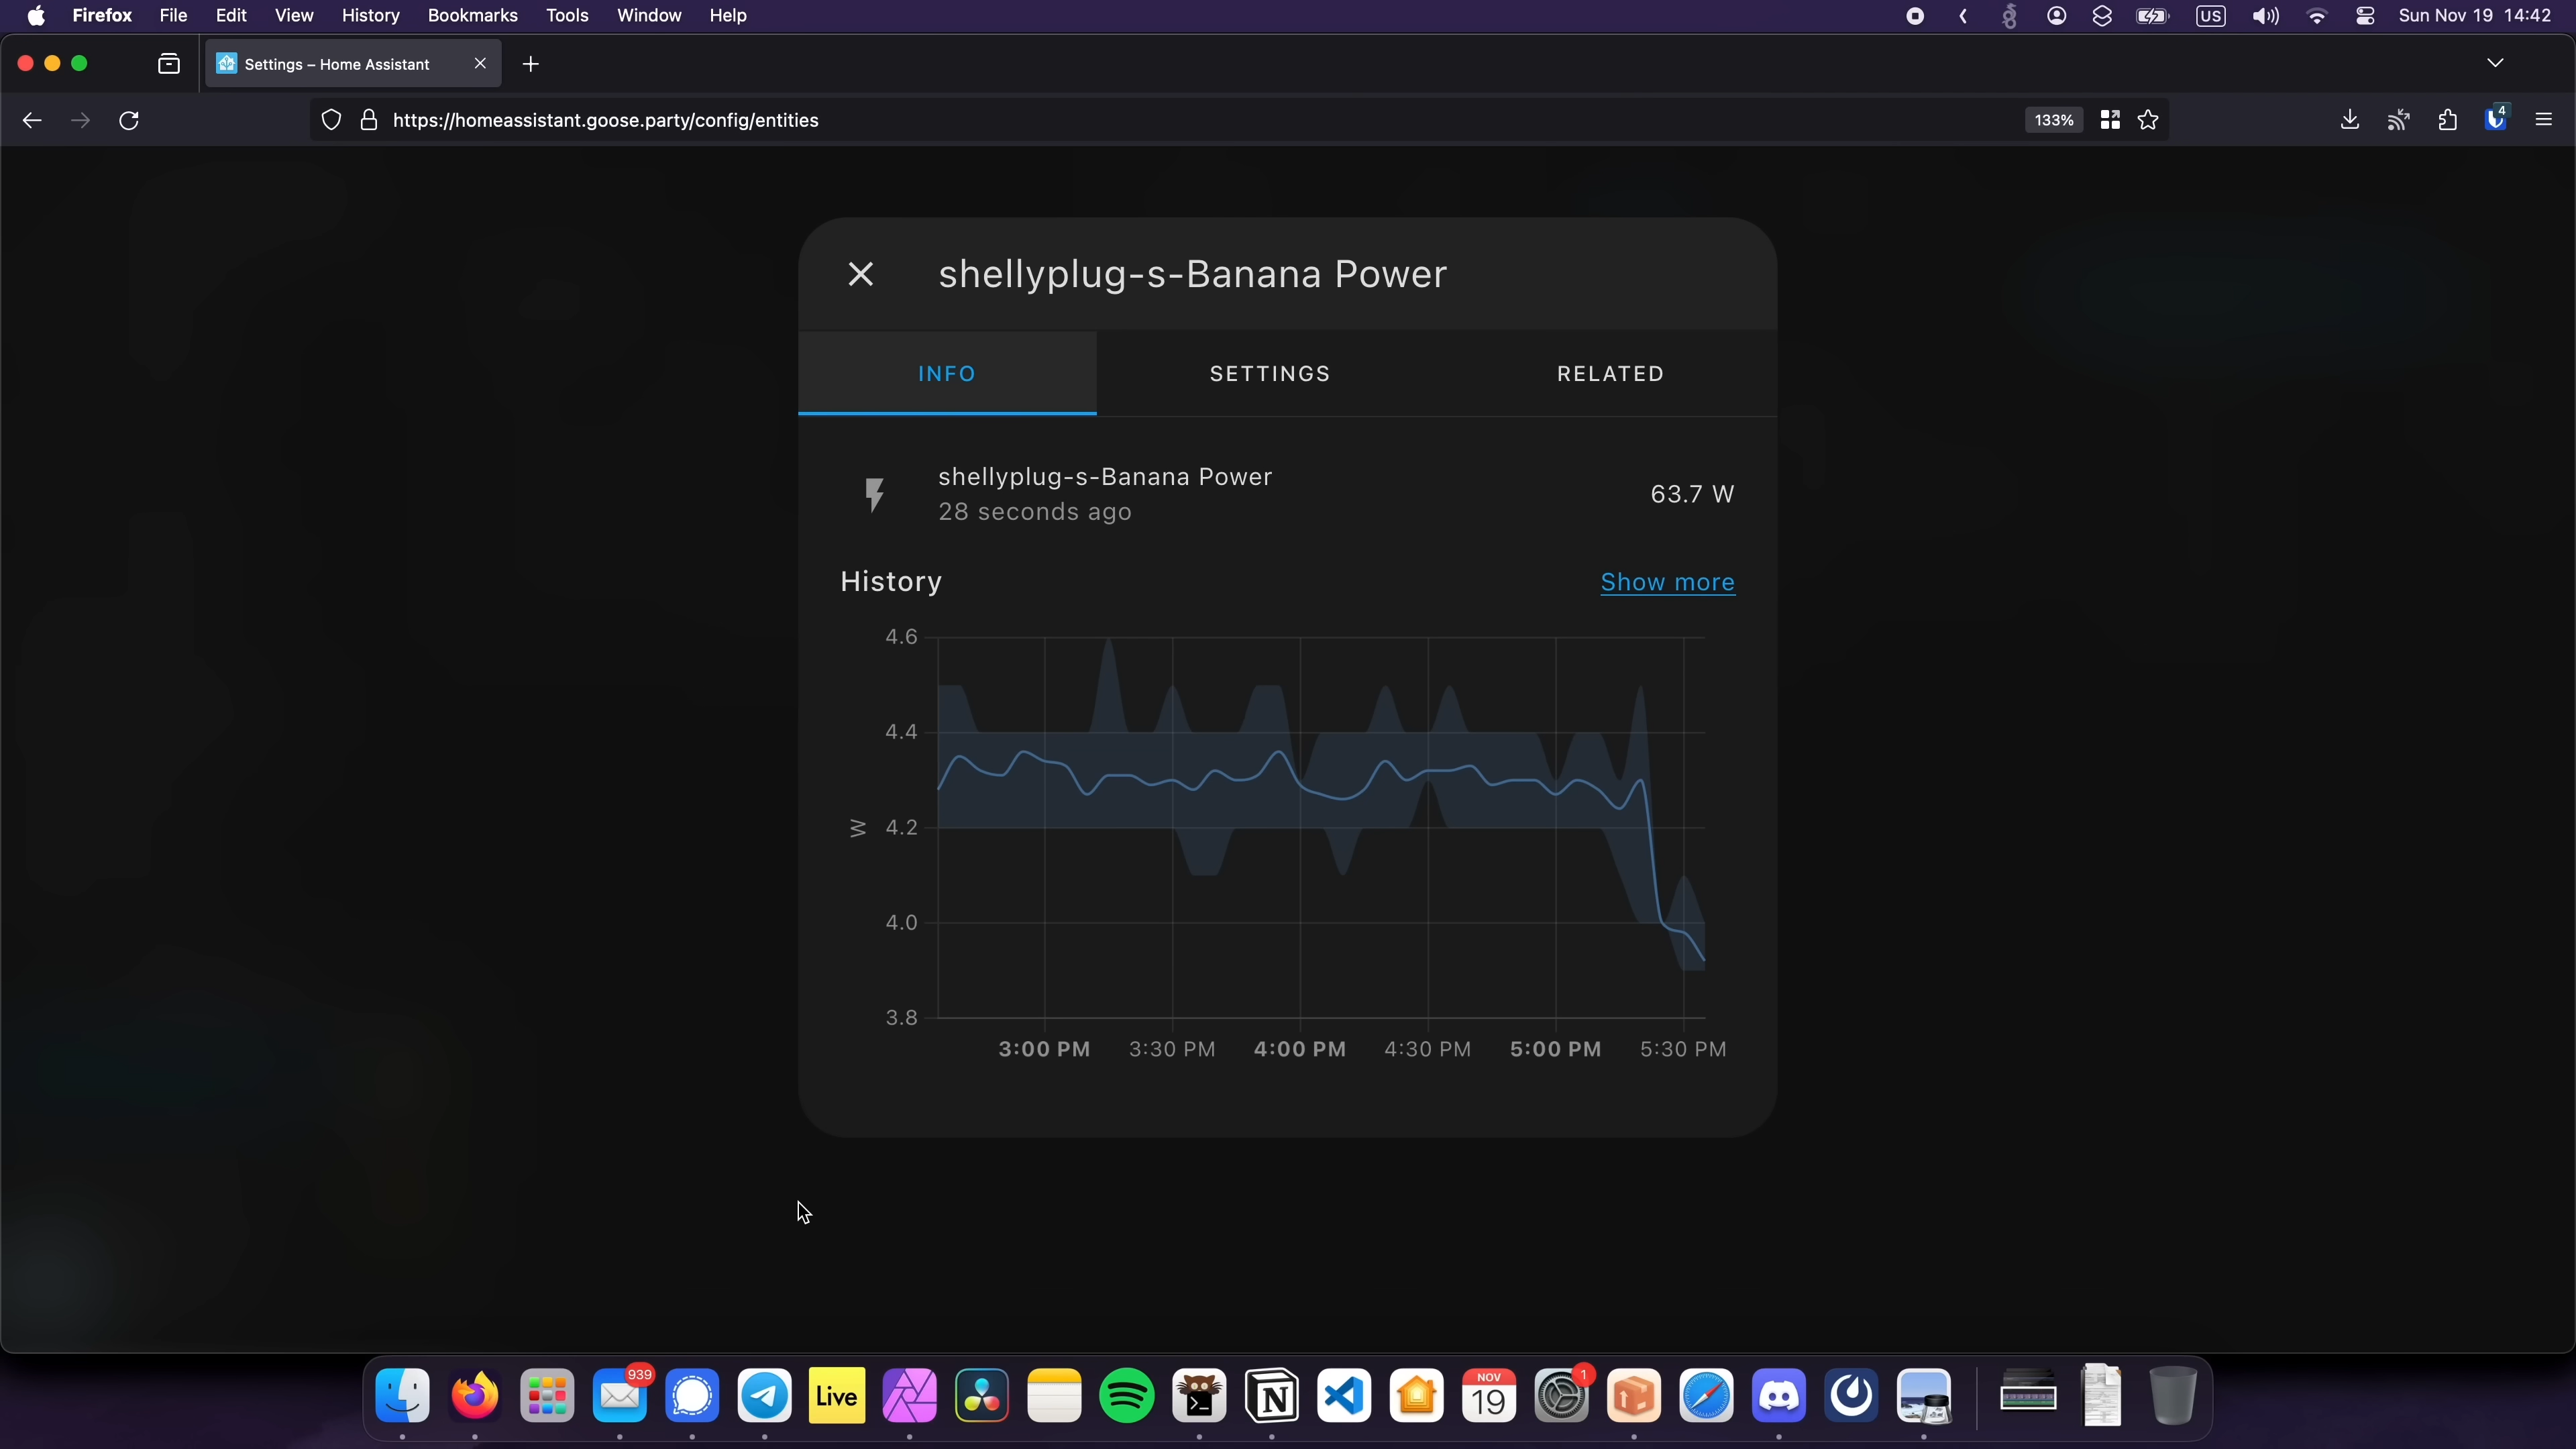 Firefox File Edit View History Bookmarks Tools Window Help US Sun Nov 19 14:42
Settings – Home Assistant
https://homeassistant.goose.party/config/entities 133% 4
shellyplug-s-Banana Power
INFO SETTINGS RELATED
shellyplug-s-Banana Power
28 seconds ago
63.7 W
History Show more
4.6
4.4
4.2
4.0
3.8
W
3:00 PM 3:30 PM 4:00 PM 4:30 PM 5:00 PM 5:30 PM
939 Live N NOV 19 1